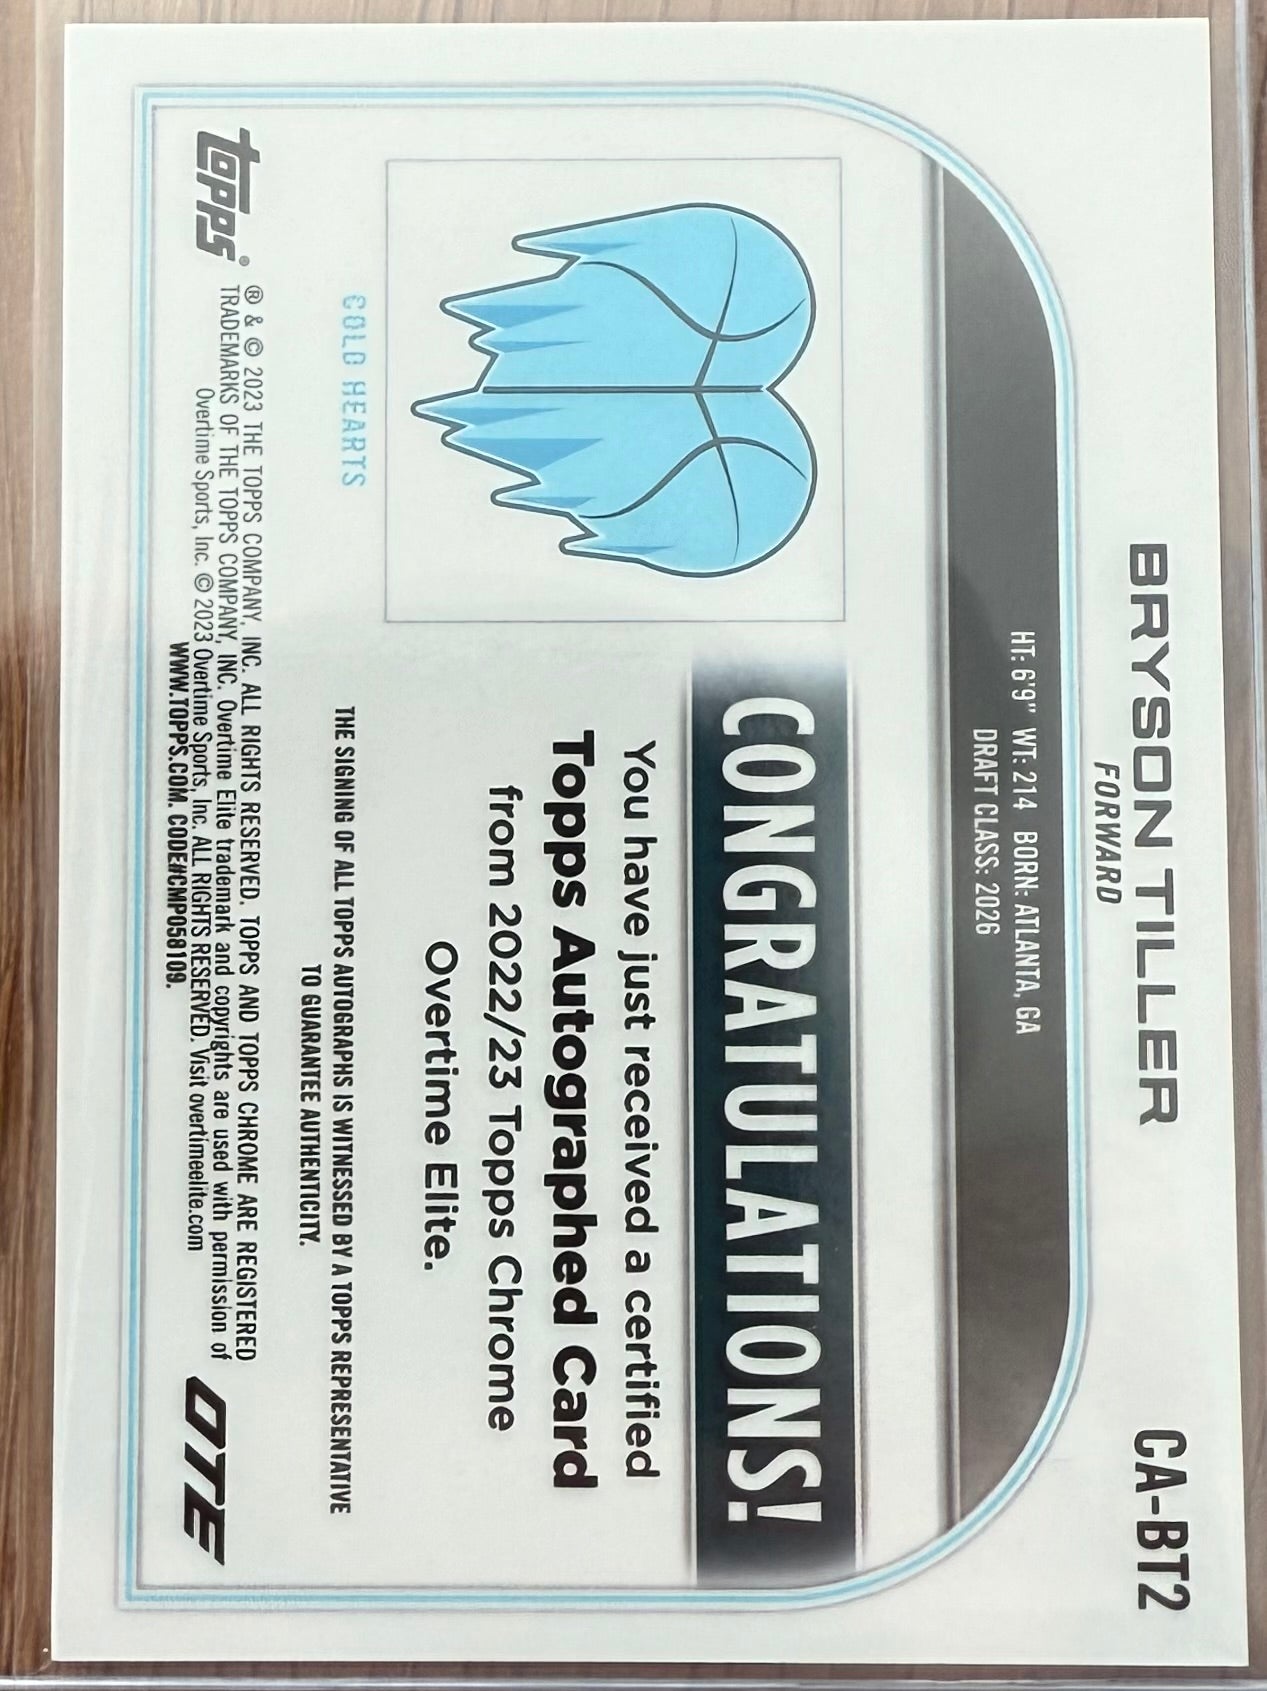 BRYSON TILLER
FORWARD
CA-BT2
HT: 6'9" WT: 214 BORN: ATLANTA, GA
DRAFT CLASS: 2026
CONGRATULATIONS!
You have just received a certified
Topps Autographed Card
from 2022/23 Topps Chrome
Overtime Elite.
COLD HEARTS
THE SIGNING OF ALL TOPPS AUTOGRAPHS IS WITNESSED BY A TOPPS REPRESENTATIVE
TO GUARANTEE AUTHENTICITY.
topps®
® & © 2023 THE TOPPS COMPANY, INC. ALL RIGHTS RESERVED. TOPPS AND TOPPS CHROME ARE REGISTERED
TRADEMARKS OF THE TOPPS COMPANY, INC. Overtime Elite trademark and copyrights are used with permission of
Overtime Sports, Inc. © 2023 Overtime Sports, Inc. ALL RIGHTS RESERVED. Visit overtimeelite.com
WWW.TOPPS.COM. CODE#CMP058109.
OTE